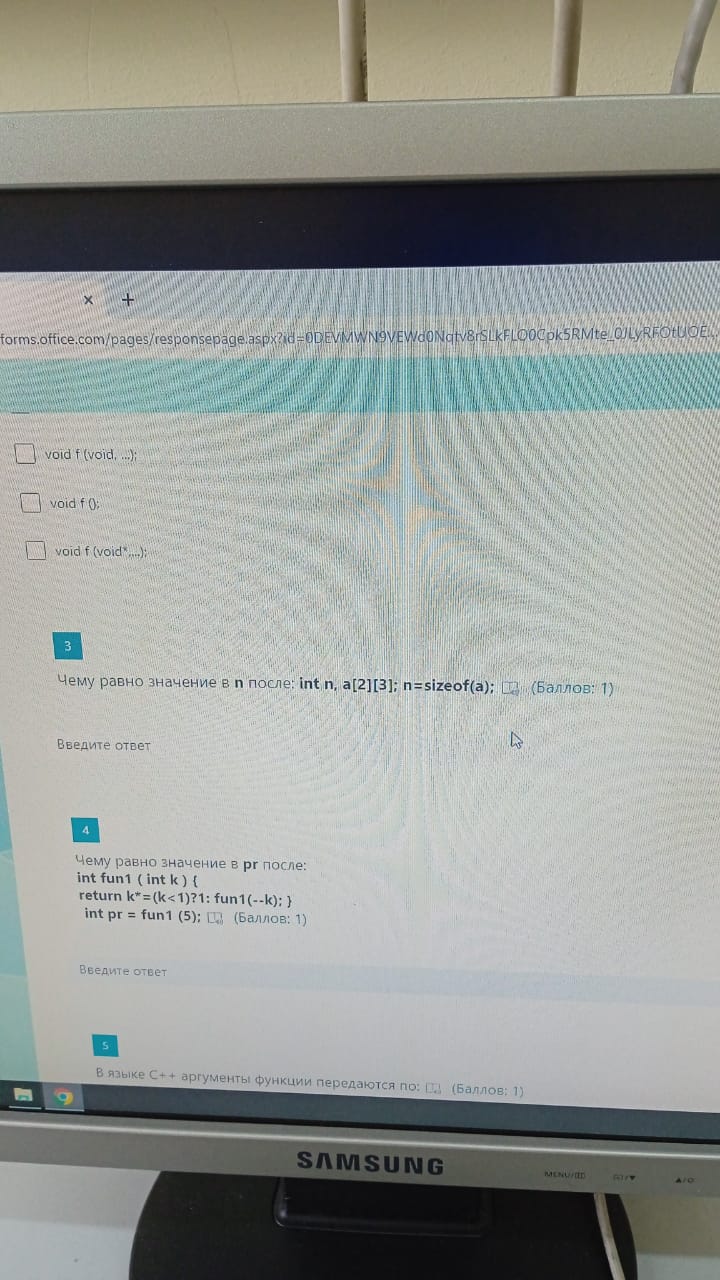 forms.office.com/pages/responsepage.aspx?id=
void f (void, ...);
void f ();
void f (void*,...);
3
Чему равно значение в n после: int n, a[2][3]; n=sizeof(a); (Баллов: 1)
Введите ответ
4
Чему равно значение в pr после:
int fun1 ( int k ) {
return k*=(k<1)?1: fun1(--k); }
int pr = fun1 (5); (Баллов: 1)
Введите ответ
5
В языке C++ аргументы функции передаются по: (Баллов: 1)
SAMSUNG
MENU/